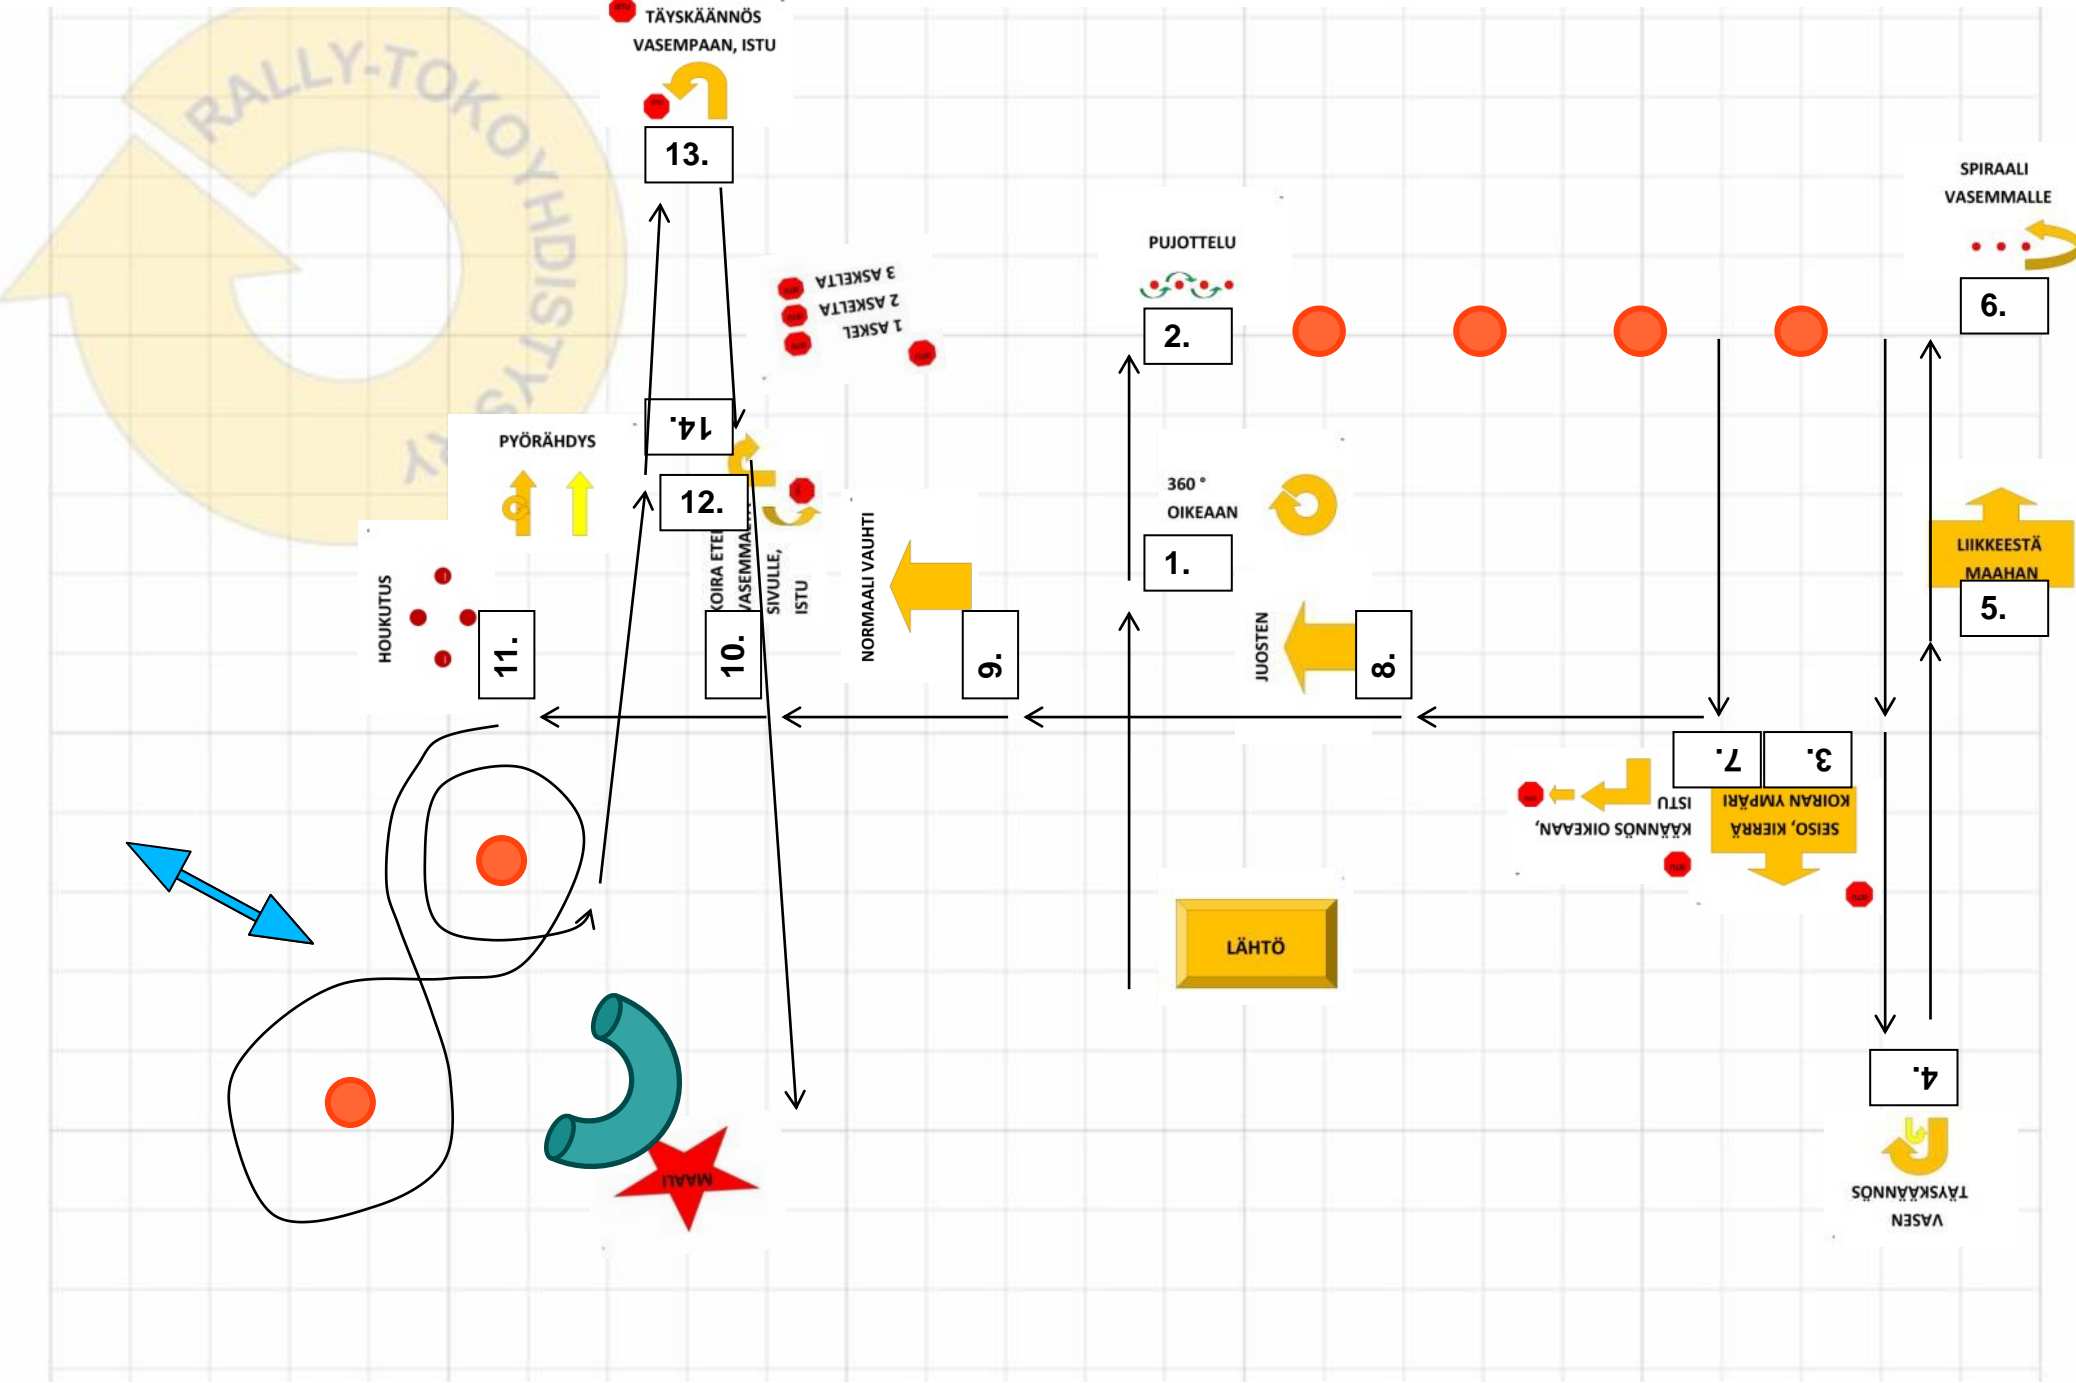 RALLY-TOKOYHDISTYS RY
TÄYSKÄÄNNÖS
VASEMPAAN, ISTU
13.
3 ASKELTA
2 ASKELTA
1 ASKEL
14.
PYÖRÄHDYS
12.
KOIRA
VASEMMALTA
SIVULLE,
ISTU
10.
HOUKUTUS
11.
NORMAALI VAUHTI
9.
PUJOTTELU
2.
360 °
OIKEAAN
1.
JUOSTEN
8.
SPIRAALI
VASEMMALLE
6.
LIIKKEESTÄ
MAAHAN
5.
7.
KÄÄNNÖS OIKEAAN,
ISTU
3.
SEISO, KIERRÄ
KOIRAN YMPÄRI
LÄHTÖ
4.
VASEN
TÄYSKÄÄNNÖS
MAALI